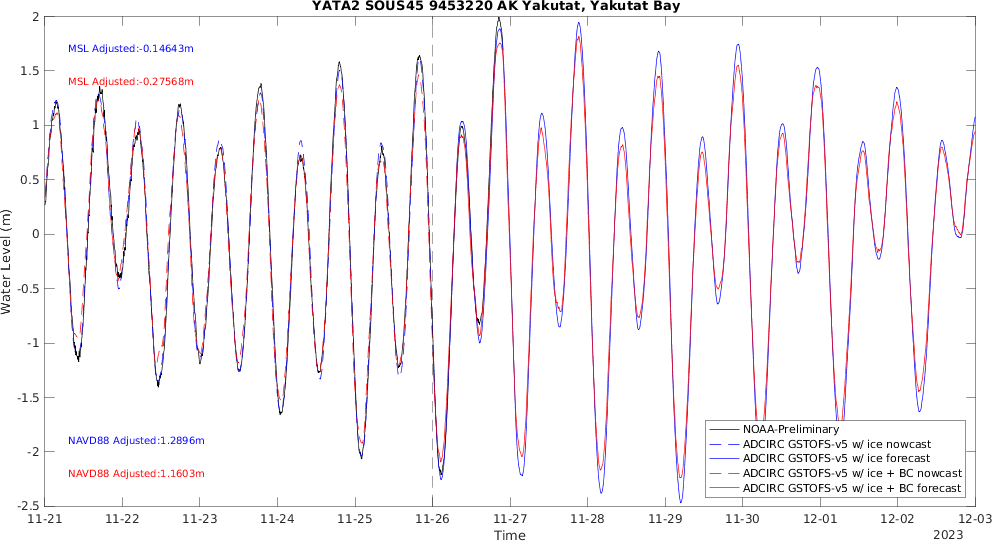 YATA2 SOUS45 9453220 AK Yakutat, Yakutat Bay
2
1.5
1
0.5
0
-0.5
-1
-1.5
-2
-2.5
Water Level (m)
MSL Adjusted:-0.14643m
MSL Adjusted:-0.27568m
NAVD88 Adjusted:1.2896m
NAVD88 Adjusted:1.1603m
NOAA-Preliminary
ADCIRC GSTOFS-v5 w/ ice nowcast
ADCIRC GSTOFS-v5 w/ ice forecast
ADCIRC GSTOFS-v5 w/ ice + BC nowcast
ADCIRC GSTOFS-v5 w/ ice + BC forecast
11-21 11-22 11-23 11-24 11-25 11-26 11-27 11-28 11-29 11-30 12-01 12-02 12-03
Time
2023